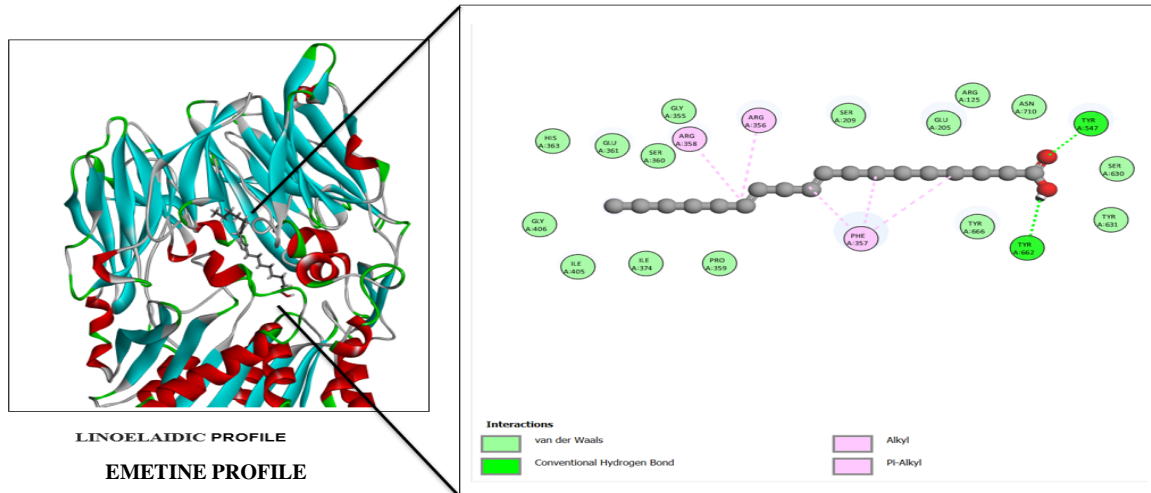 LINOELAIDIC PROFILE
EMETINE PROFILE
ARG
A:125
ASN
A:710
GLY
A:355
ARG
A:356
SER
A:209
GLU
A:205
TYR
A:547
HIS
A:363
GLU
A:361
SER
A:360
ARG
A:358
SER
A:630
GLY
A:406
PHE
A:357
TYR
A:666
TYR
A:631
TYR
A:662
ILE
A:405
ILE
A:374
PRO
A:359
Interactions
van der Waals
Conventional Hydrogen Bond
Alkyl
Pi-Alkyl